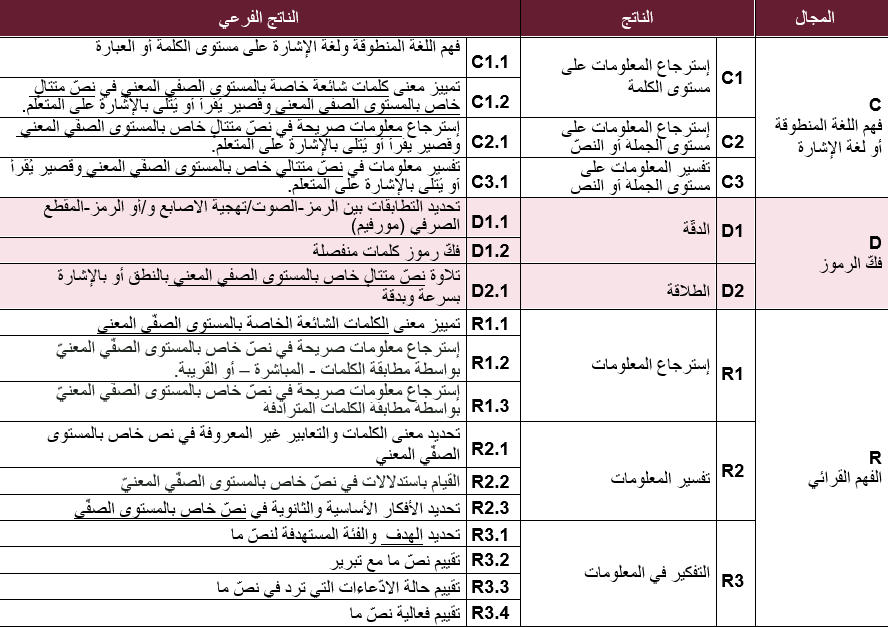 المجال الناتج الناتج الفرعي
C
فهم اللغة المنطوقة
أو لغة الإشارة
C1
إسترجاع المعلومات على
مستوى الكلمة
C1.1
فهم اللغة المنطوقة ولغة الإشارة على مستوى الكلمة أو العبارة
C1.2
تمييز معنى كلمات شائعة خاصة بالمستوى الصفّي المعني في نصّ متتالٍ
خاص بالمستوى الصفّي المعني وقصير يُقرأ أو يُتلى بالإشارة على المتعلّم.
C2
إسترجاع المعلومات على
مستوى الجملة أو النصّ
C2.1
إسترجاع معلومات صريحة في نصّ متتالٍ خاص بالمستوى الصفّي المعني
وقصير يُقرأ أو يُتلى بالإشارة على المتعلّم.
C3
تفسير المعلومات على
مستوى الجملة أو النص
C3.1
تفسير معلومات في نصّ متتالي خاص بالمستوى الصفّي المعني وقصير يُقرأ
أو يُتلى بالإشارة على المتعلّم.
D
فكّ الرموز
D1
الدقّة
D1.1
تحديد التطابقات بين الرمز-الصوت/تهجية الاصابع و/أو الرمز-المقطع
الصرفي (مورفيم)
D1.2
فكّ رموز كلمات منفصلة
D2
الطلاقة
D2.1
تلاوة نصّ متتالٍ خاص بالمستوى الصفي المعني بالنطق أو بالإشارة
بسرعة وبدقة
R
الفهم القرائي
R1
إسترجاع المعلومات
R1.1
تمييز معنى الكلمات الشائعة الخاصة بالمستوى الصفّي المعني
R1.2
إسترجاع معلومات صريحة في نصّ خاص بالمستوى الصفّي المعنيّ
بواسطة مطابقة الكلمات - المباشرة – أو القريبة.
R1.3
إسترجاع معلومات صريحة في نصّ خاص بالمستوى الصفّي المعنيّ
بواسطة مطابقة الكلمات المترادفة
R2
تفسير المعلومات
R2.1
تحديد معنى الكلمات والتعابير غير المعروفة في نص خاص بالمستوى
الصفّي المعني
R2.2
القيام باستدلالات في نصّ خاص بالمستوى الصفّي المعنيّ
R2.3
تحديد الأفكار الأساسية والثانوية في نصّ خاص بالمستوى الصفّي
R3
التفكير في المعلومات
R3.1
تحديد الهدف والفئة المستهدفة لنصّ ما
R3.2
تقييم نصّ ما مع تبرير
R3.3
تقييم حالة الادّعاءات التي ترد في نصّ ما
R3.4
تقييم فعالية نصّ ما